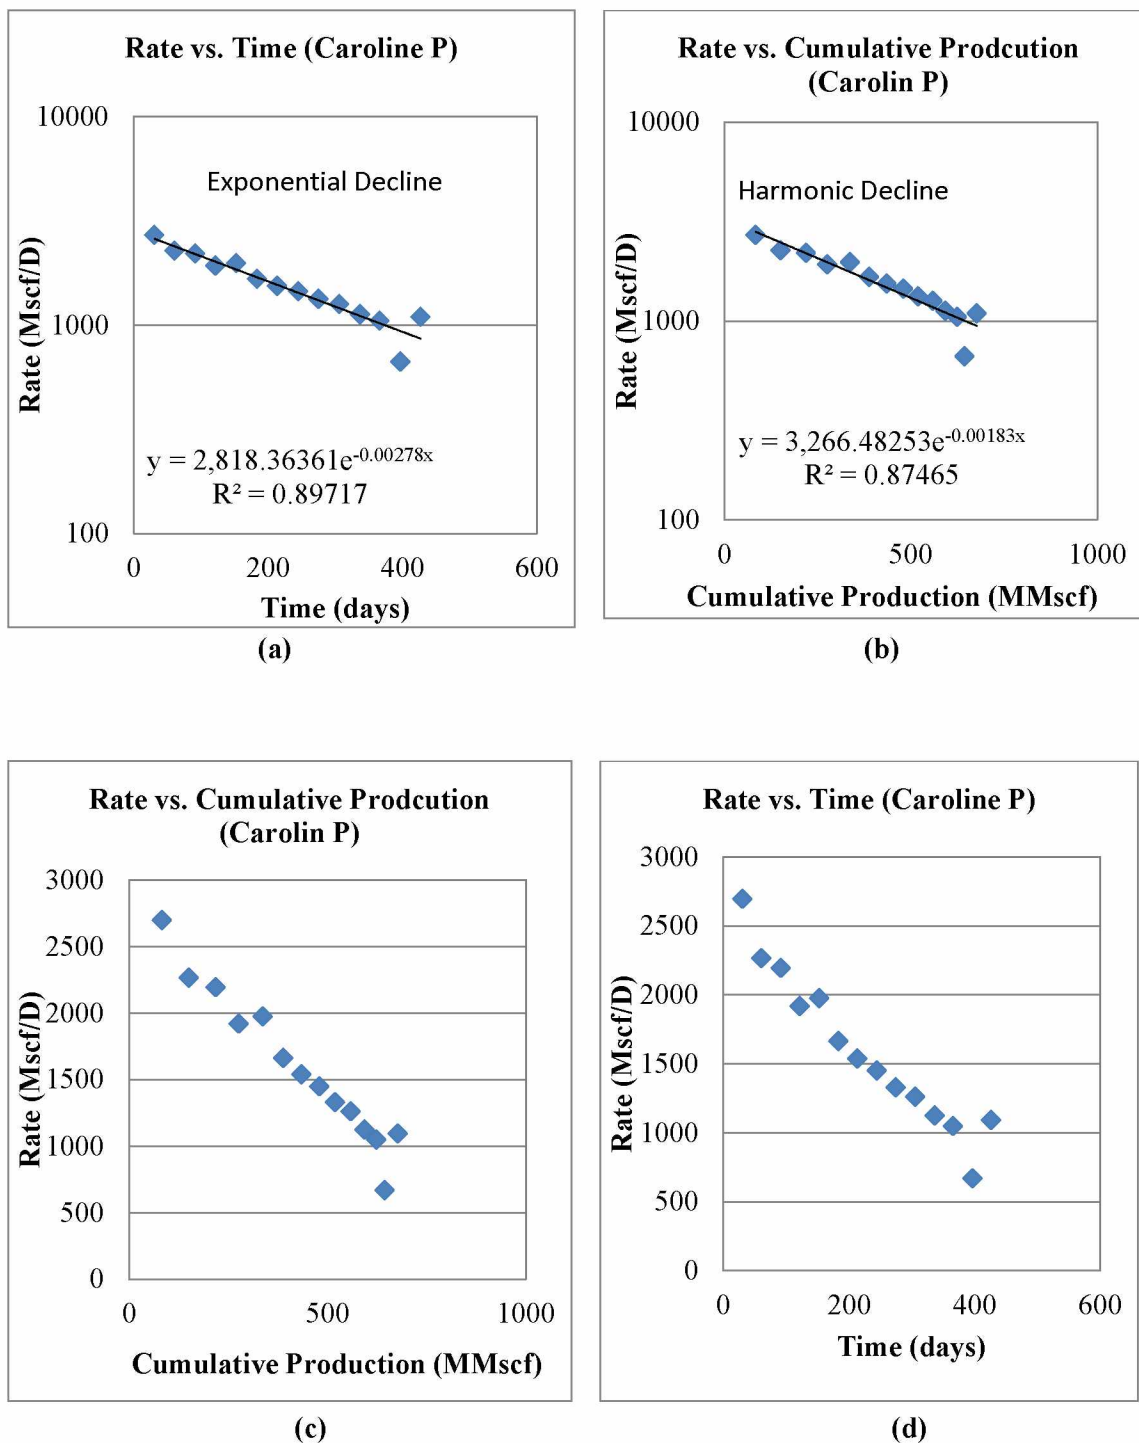 Rate vs. Time (Caroline P)
10000
Exponential Decline
Rate (Mscf/D)
1000
y = 2,818.36361e^-0.00278x
R² = 0.89717
100
0 200 400 600
Time (days)
(a)
Rate vs. Cumulative Prodcution
(Carolin P)
10000
Harmonic Decline
Rate (Mscf/D)
1000
y = 3,266.48253e^-0.00183x
R² = 0.87465
100
0 500 1000
Cumulative Production (MMscf)
(b)
Rate vs. Cumulative Prodcution
(Carolin P)
3000
2500
2000
Rate (Mscf/D)
1500
1000
500
0
0 500 1000
Cumulative Production (MMscf)
(c)
Rate vs. Time (Caroline P)
3000
2500
2000
Rate (Mscf/D)
1500
1000
500
0
0 200 400 600
Time (days)
(d)